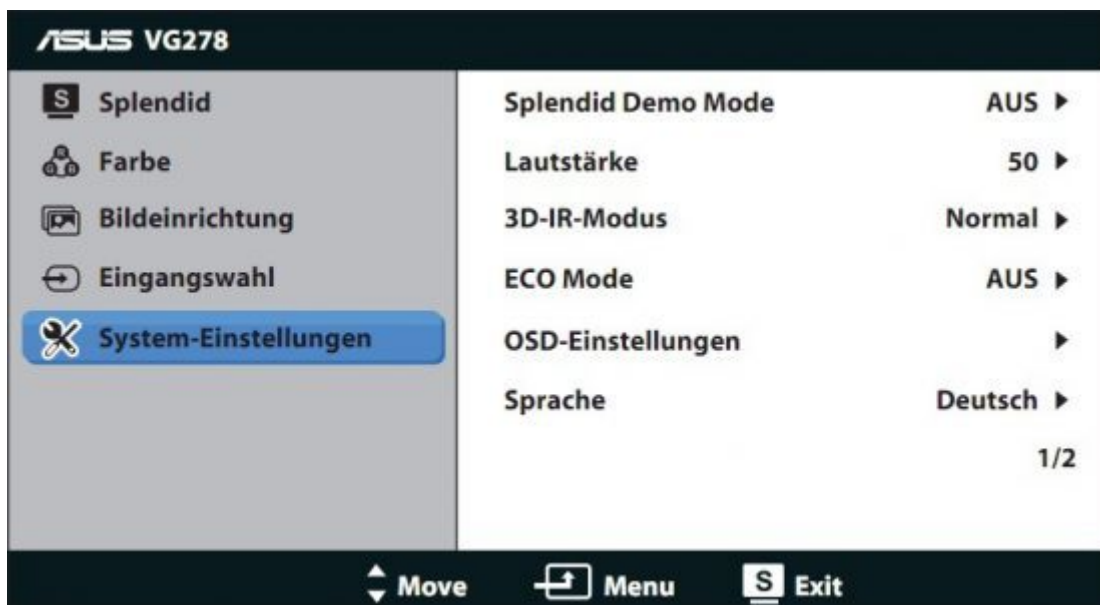 ASUS VG278
S Splendid
Farbe
Bildeinrichtung
Eingangswahl
System-Einstellungen
Splendid Demo Mode AUS
Lautstärke 50
3D-IR-Modus Normal
ECO Mode AUS
OSD-Einstellungen
Sprache Deutsch
1/2
Move Menu S Exit